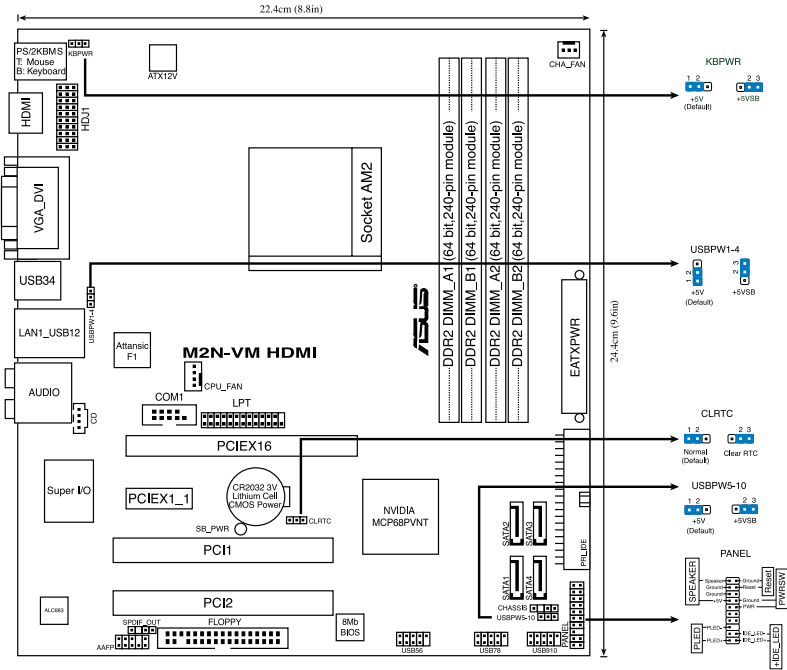 22.4cm (8.8in)
PS/2KBMS
T: Mouse
B: Keyboard
KBPWR
ATX12V
CHA_FAN
KBPWR
1 2
2 3
+5V
(Default)
+5VSB
HDMI
HDJ1
VGA_DVI
Socket AM2
DDR2 DIMM_A1 (64 bit,240-pin module)
DDR2 DIMM_B1 (64 bit,240-pin module)
DDR2 DIMM_A2 (64 bit,240-pin module)
DDR2 DIMM_B2 (64 bit,240-pin module)
USBPW1-4
1 2
2 3
+5V
(Default)
+5VSB
USB34
USBPW1-4
LAN1_USB12
Attansic
F1
M2N-VM HDMI
ASUS
EATXPWR
24.4cm (9.6in)
CPU_FAN
AUDIO
CD
COM1
LPT
PCIEX16
CLRTC
1 2
2 3
Normal
(Default)
Clear RTC
Super I/O
PCIEX1_1
CR2032 3V
Lithium Cell
CMOS Power
SB_PWR
CLRTC
NVIDIA
MCP68PVNT
SATA2
SATA3
PRI_IDE
USBPW5-10
1 2
2 3
+5V
(Default)
+5VSB
PCI1
SATA1
SATA4
PANEL
SPEAKER
Speaker
Ground
Ground
+5V
Ground
Reset
Ground
PWR
Reset
PWRSW
PLED
PLED-
PLED+
IDE_LED-
IDE_LED+
+IDE_LED
PCI2
ALC883
CHASSIS
USBPW5-10
PANEL
SPDIF_OUT
AAFP
FLOPPY
8Mb
BIOS
USB56
USB78
USB910